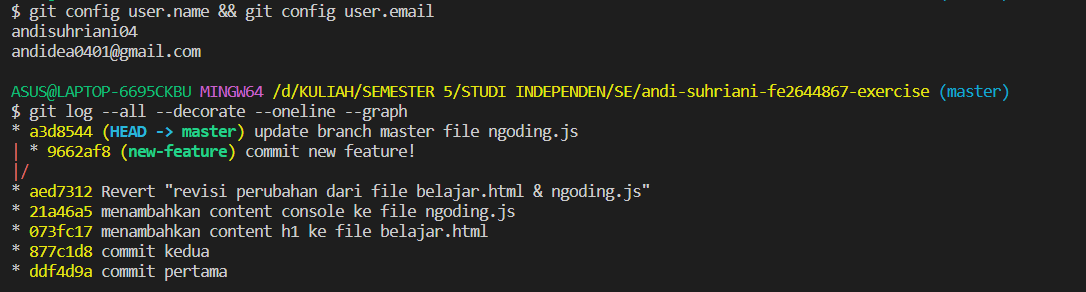 $ git config user.name && git config user.email
andisuhriani04
andidea0401@gmail.com
ASUS@LAPTOP-6695CKBU MINGW64 /d/KULIAH/SEMESTER 5/STUDI INDEPENDEN/SE/andi-suhriani-fe2644867-exercise (master)
$ git log --all --decorate --oneline --graph
* a3d8544 (HEAD -> master) update branch master file ngoding.js
| * 9662af8 (new-feature) commit new feature!
|/
* aed7312 Revert "revisi perubahan dari file belajar.html & ngoding.js"
* 21a46a5 menambahkan content console ke file ngoding.js
* 073fc17 menambahkan content h1 ke file belajar.html
* 877c1d8 commit kedua
* ddf4d9a commit pertama